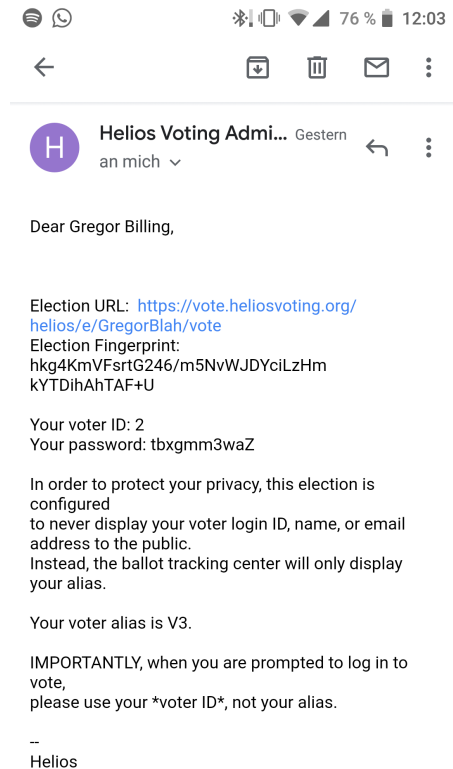 76 % 12:03
H Helios Voting Admi... Gestern
an mich
Dear Gregor Billing,
Election URL: https://vote.heliosvoting.org/
helios/e/GregorBlah/vote
Election Fingerprint:
hkg4KmVFsrtG246/m5NvWJDYciLzHm
kYTDihAhTAF+U
Your voter ID: 2
Your password: tbxgmm3waZ
In order to protect your privacy, this election is
configured
to never display your voter login ID, name, or email
address to the public.
Instead, the ballot tracking center will only display
your alias.
Your voter alias is V3.
IMPORTANTLY, when you are prompted to log in to
vote,
please use your *voter ID*, not your alias.
--
Helios